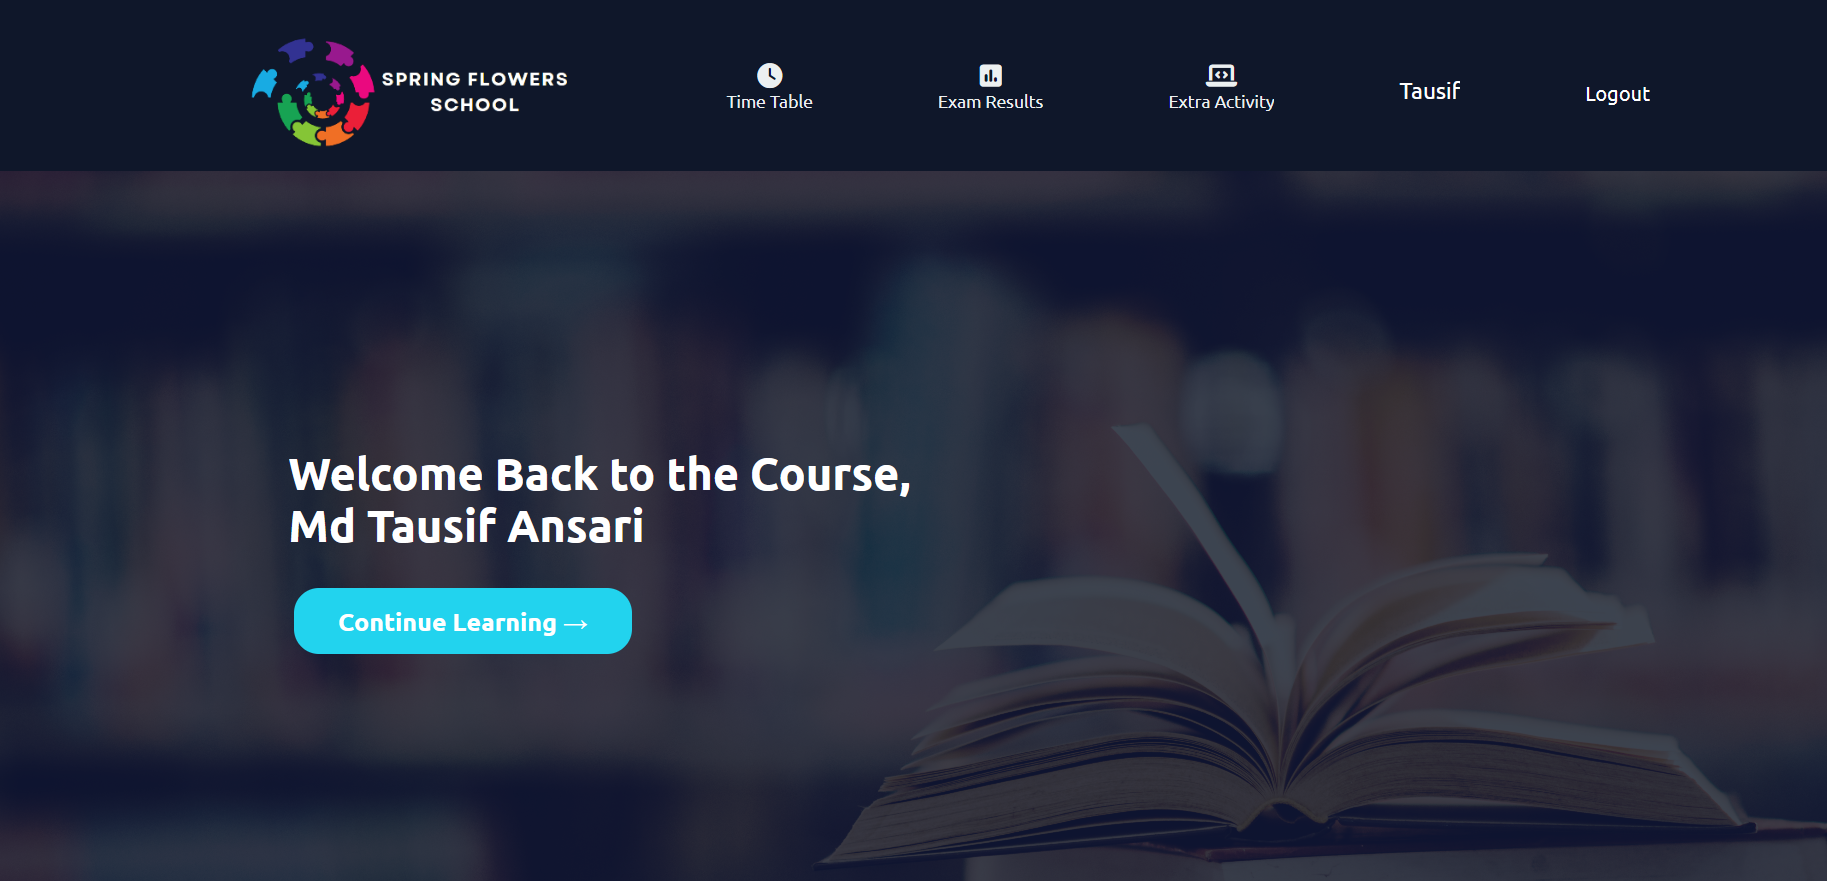 SPRING FLOWERS
SCHOOL
Time Table
Exam Results
Extra Activity
Tausif
Logout
Welcome Back to the Course,
Md Tausif Ansari
Continue Learning →